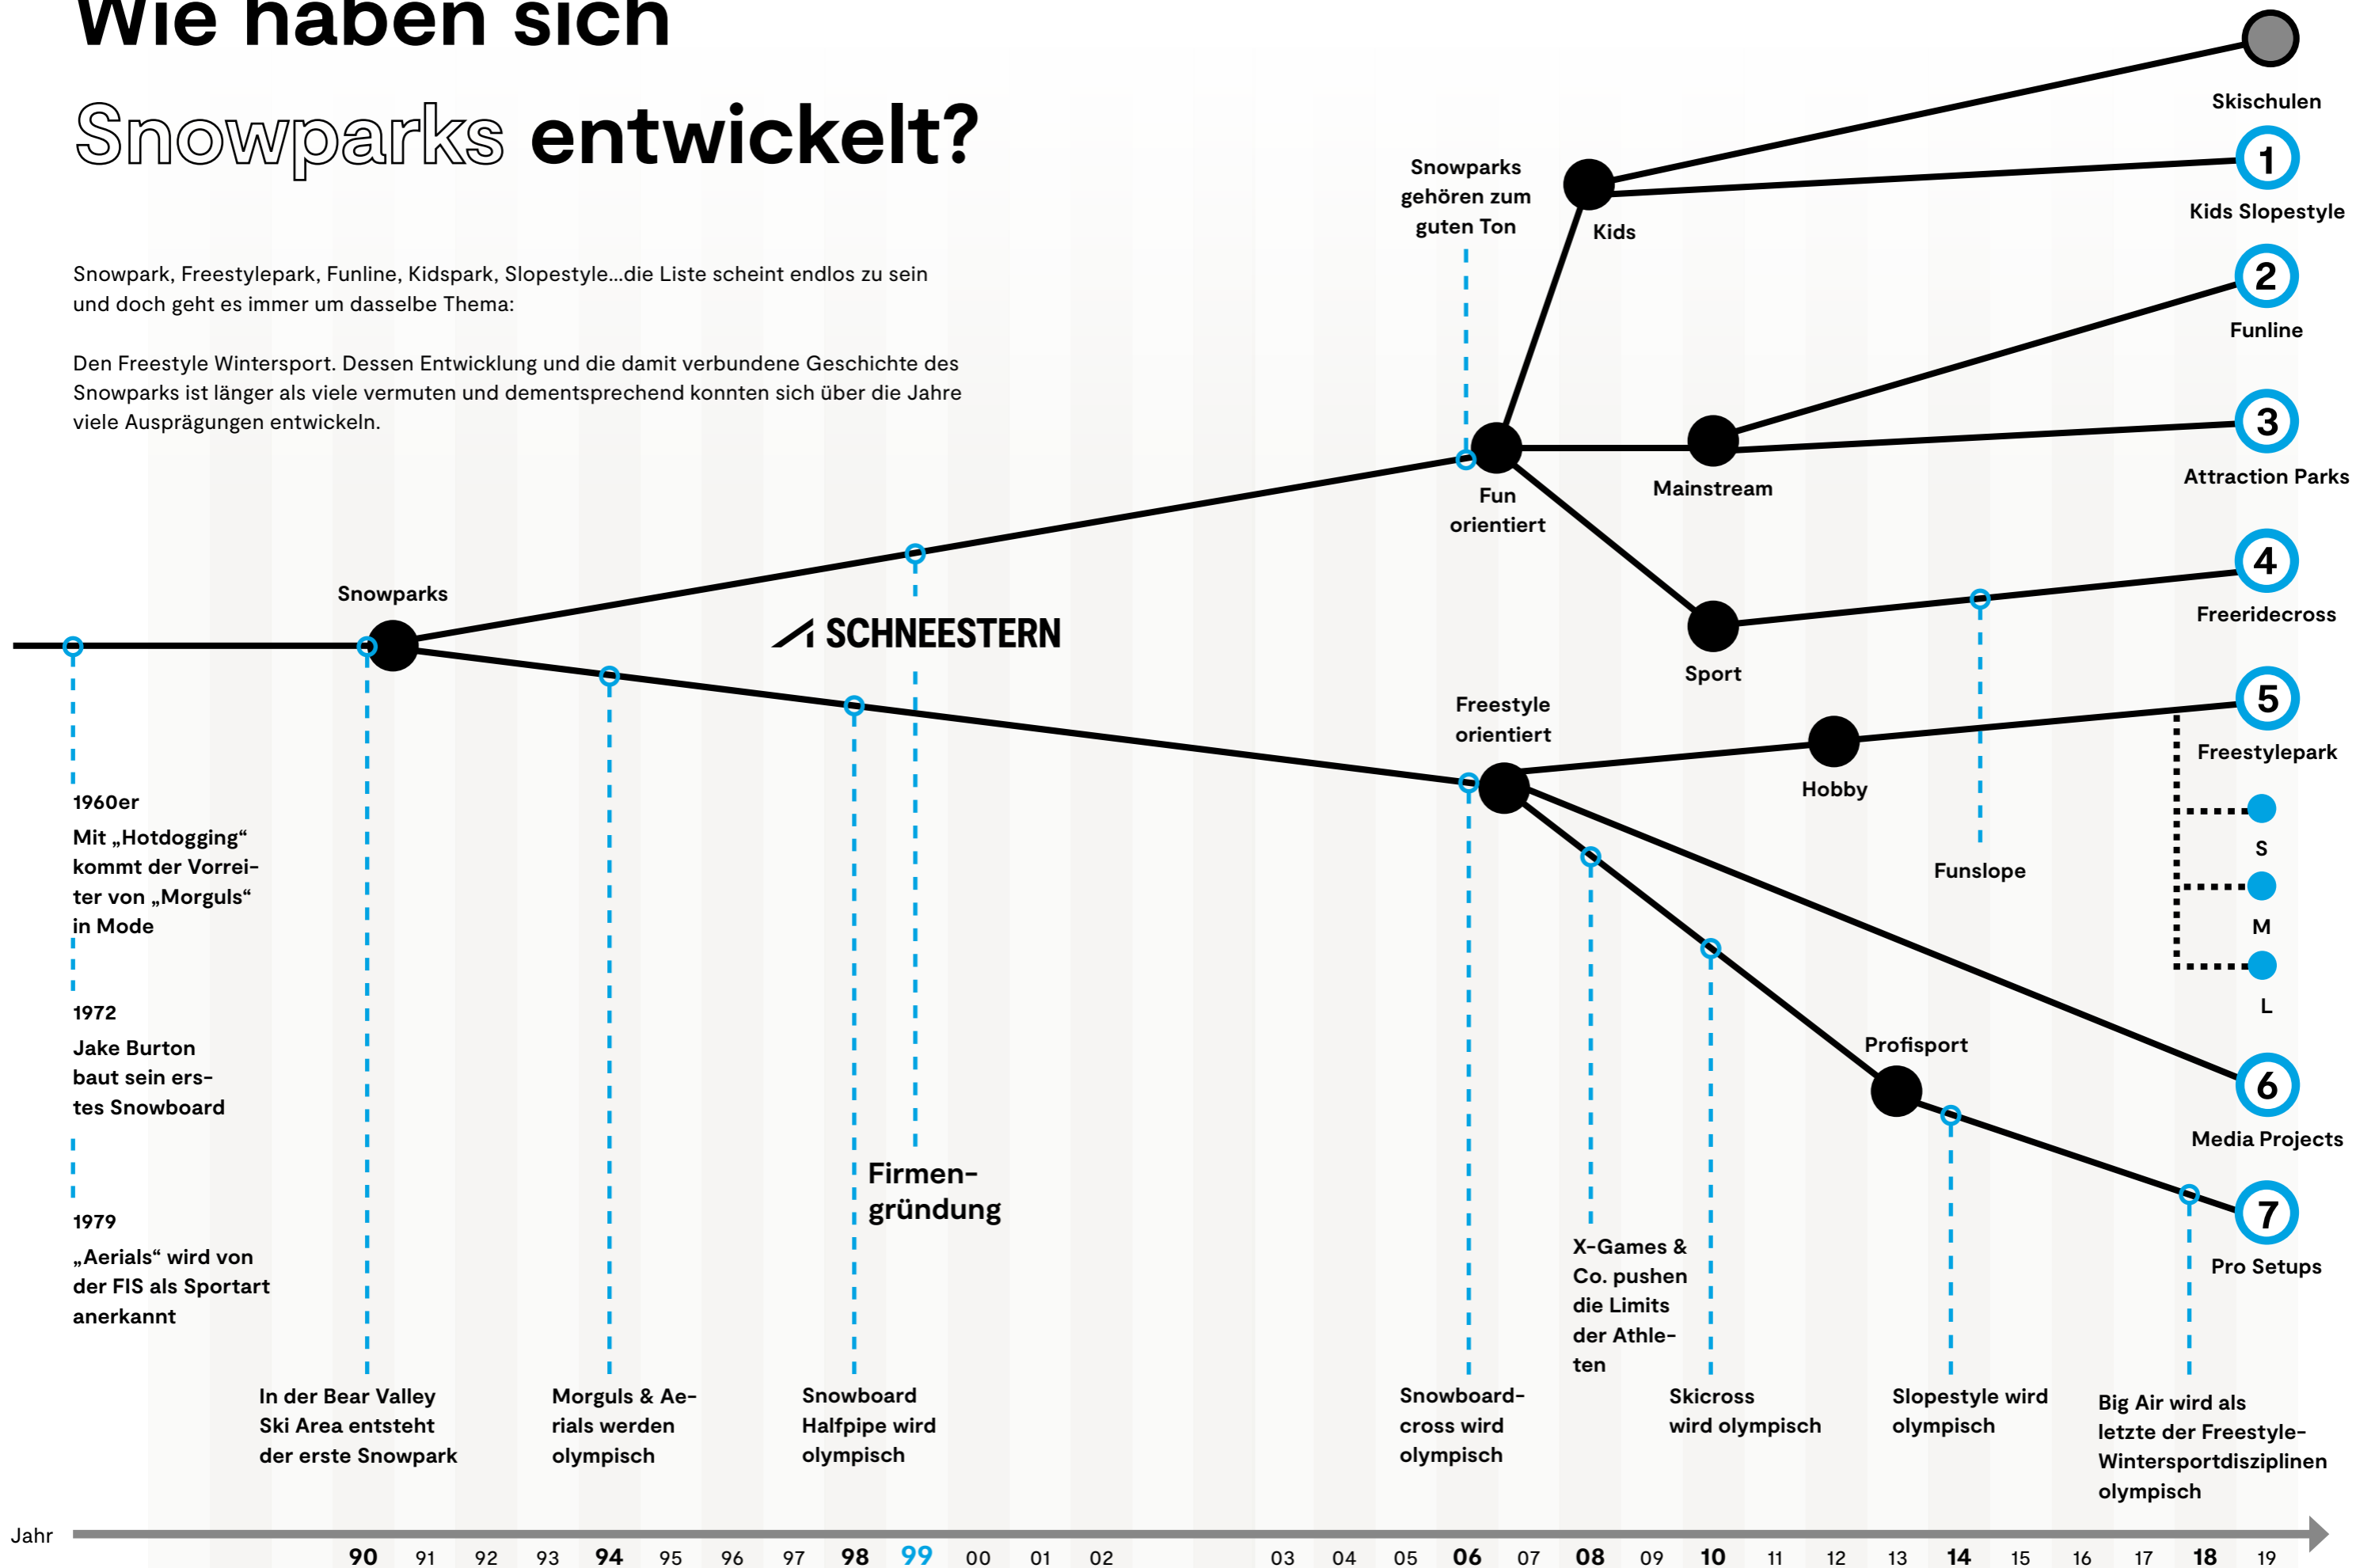 Wie haben sich
Snowparks entwickelt?
Snowpark, Freestylepark, Funline, Kidspark, Slopestyle...die Liste scheint endlos zu sein
und doch geht es immer um dasselbe Thema:
Den Freestyle Wintersport. Dessen Entwicklung und die damit verbundene Geschichte des
Snowparks ist länger als viele vermuten und dementsprechend konnten sich über die Jahre
viele Ausprägungen entwickeln.
Snowparks
gehören zum
guten Ton
Kids
Skischulen
1
Kids Slopestyle
2
Funline
3
Attraction Parks
Fun
orientiert
Mainstream
4
Freeridecross
Snowparks
SCHNEESTERN
Sport
Freestyle
orientiert
5
Freestylepark
Hobby
Funslope
S
M
L
1960er
Mit „Hotdogging“
kommt der Vorrei-
ter von „Morguls“
in Mode
1972
Jake Burton
baut sein ers-
tes Snowboard
1979
„Aerials“ wird von
der FIS als Sportart
anerkannt
Profisport
6
Media Projects
7
Pro Setups
Firmen-
gründung
X-Games &
Co. pushen
die Limits
der Athle-
ten
In der Bear Valley
Ski Area entsteht
der erste Snowpark
Morguls & Ae-
rials werden
olympisch
Snowboard
Halfpipe wird
olympisch
Snowboard-
cross wird
olympisch
Skicross
wird olympisch
Slopestyle wird
olympisch
Big Air wird als
letzte der Freestyle-
Wintersportdisziplinen
olympisch
Jahr
90 91 92 93 94 95 96 97 98 99 00 01 02 03 04 05 06 07 08 09 10 11 12 13 14 15 16 17 18 19